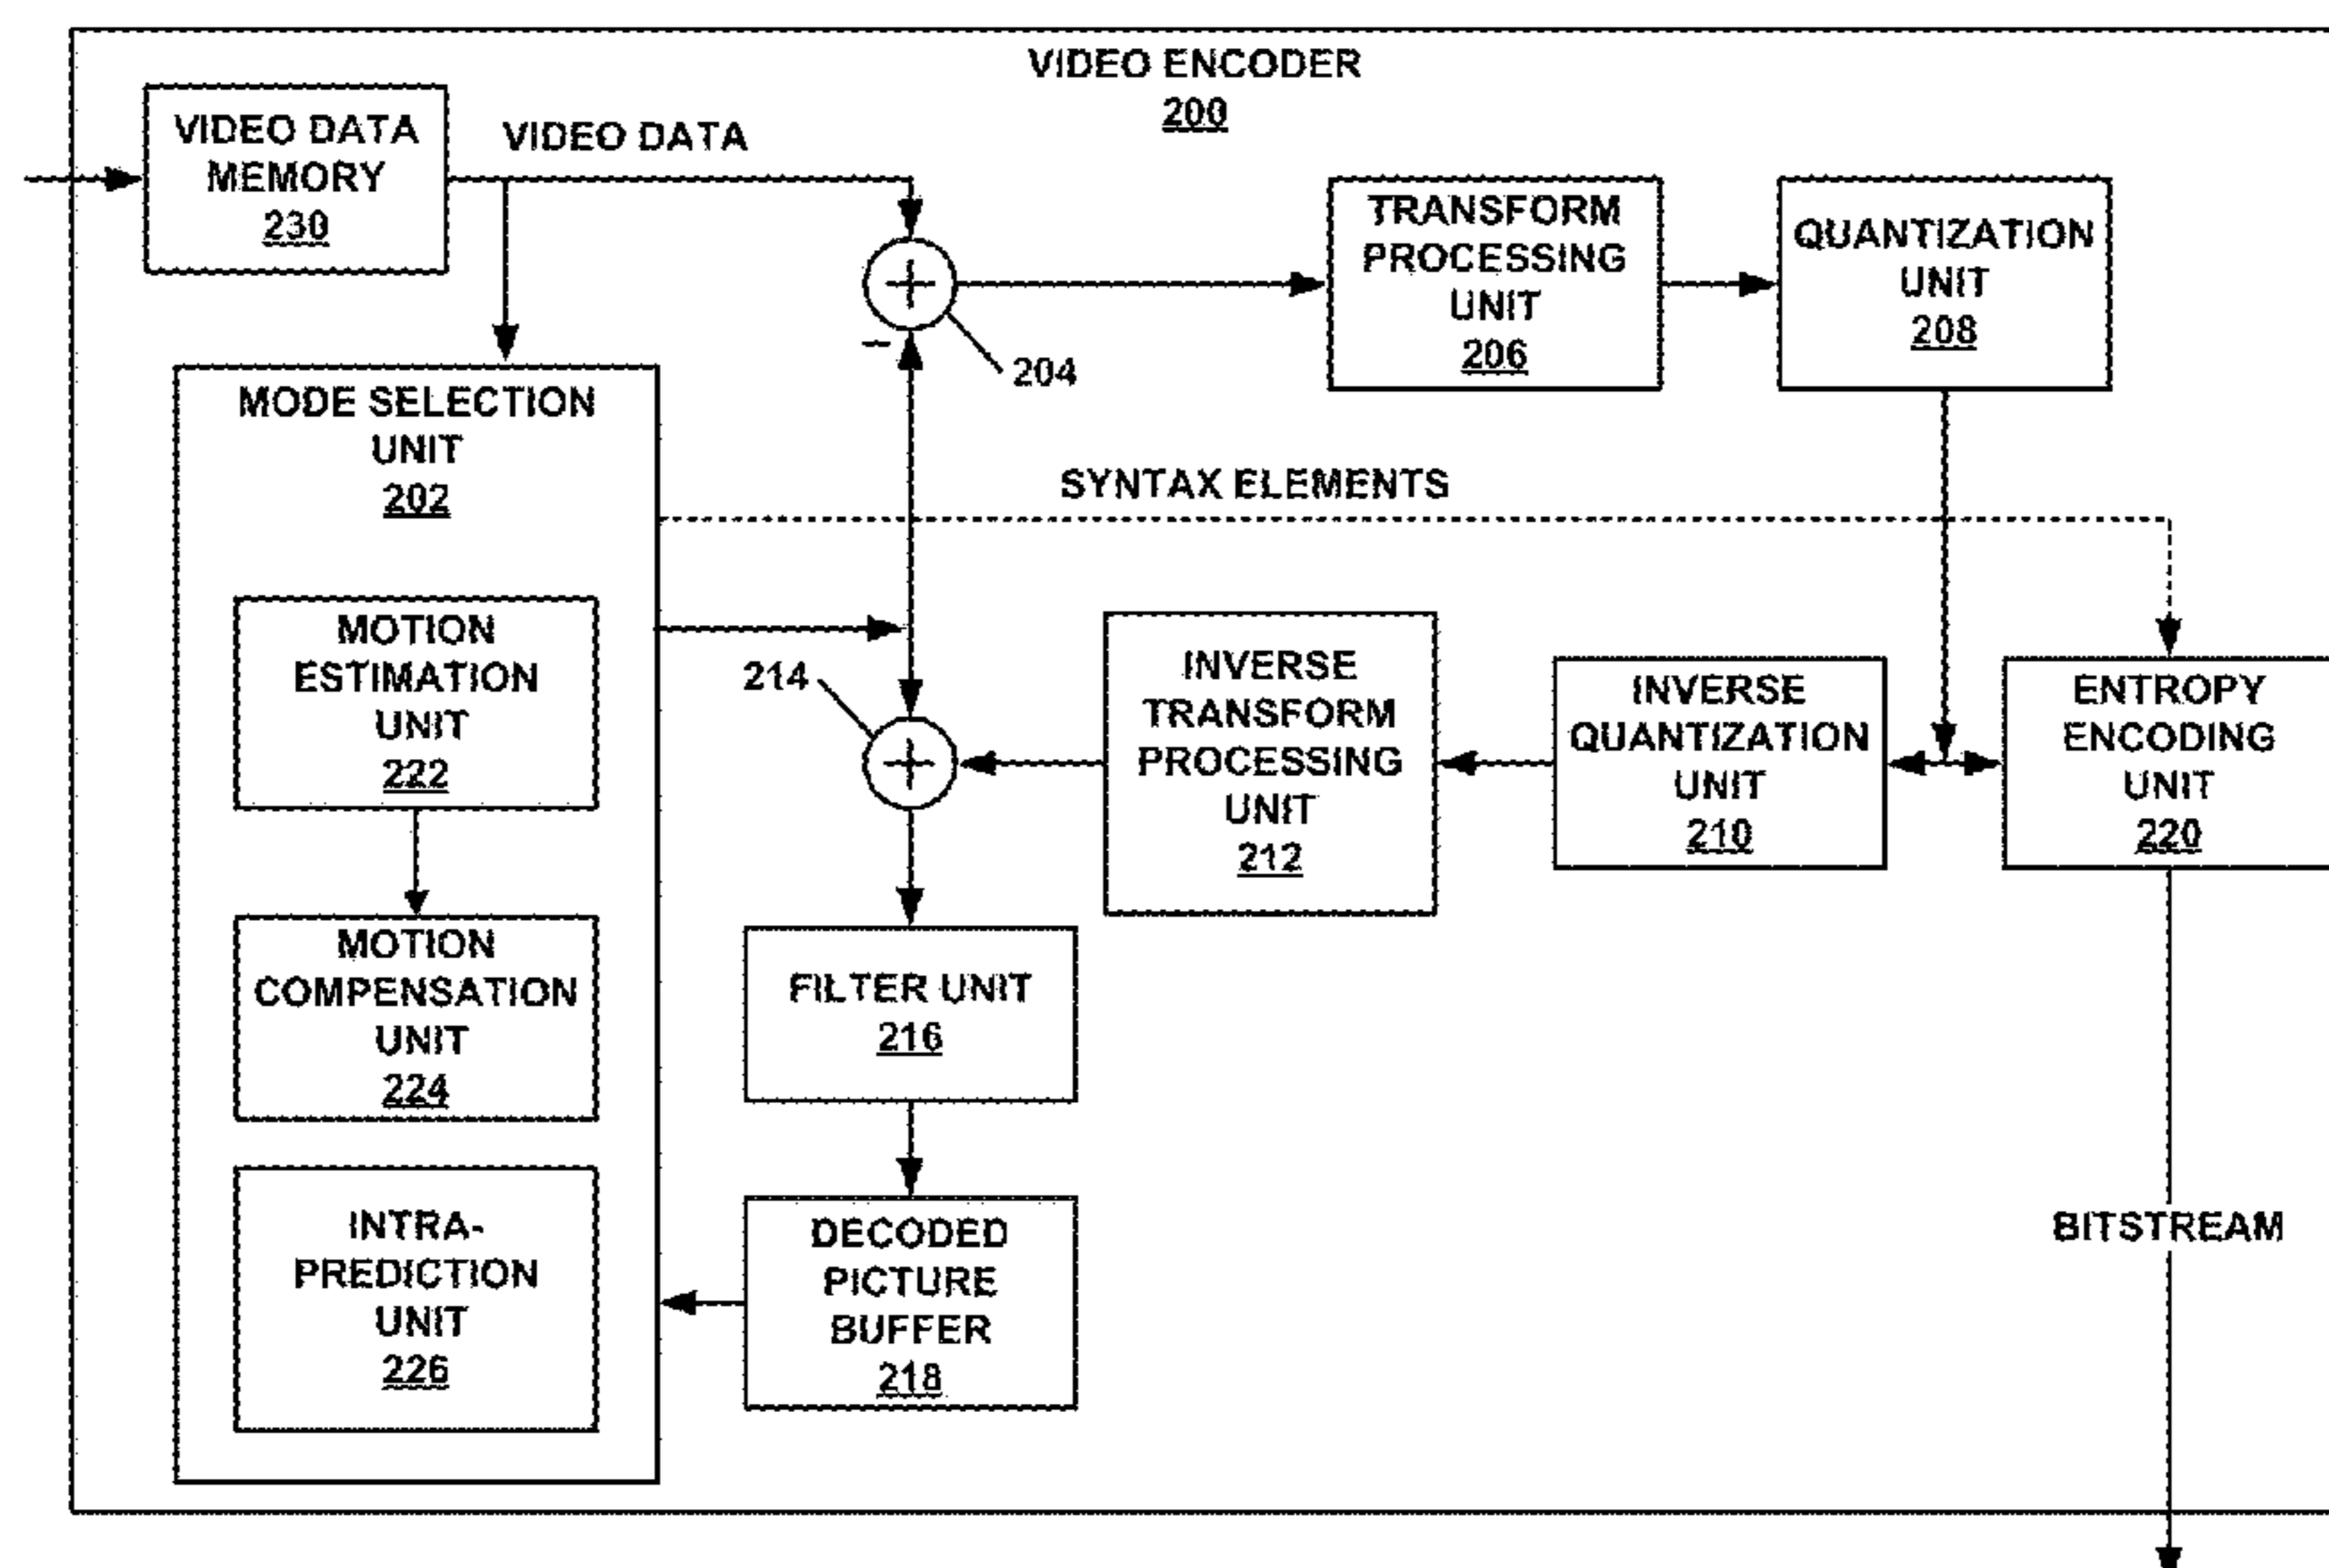 VIDEO ENCODER
200
VIDEO DATA
MEMORY
230
VIDEO DATA
TRANSFORM
PROCESSING
UNIT
206
QUANTIZATION
UNIT
208
204
MODE SELECTION
UNIT
202
SYNTAX ELEMENTS
MOTION
ESTIMATION
UNIT
222
214
INVERSE
TRANSFORM
PROCESSING
UNIT
212
INVERSE
QUANTIZATION
UNIT
210
ENTROPY
ENCODING
UNIT
220
MOTION
COMPENSATION
UNIT
224
FILTER UNIT
216
INTRA-
PREDICTION
UNIT
226
DECODED
PICTURE
BUFFER
218
BITSTREAM